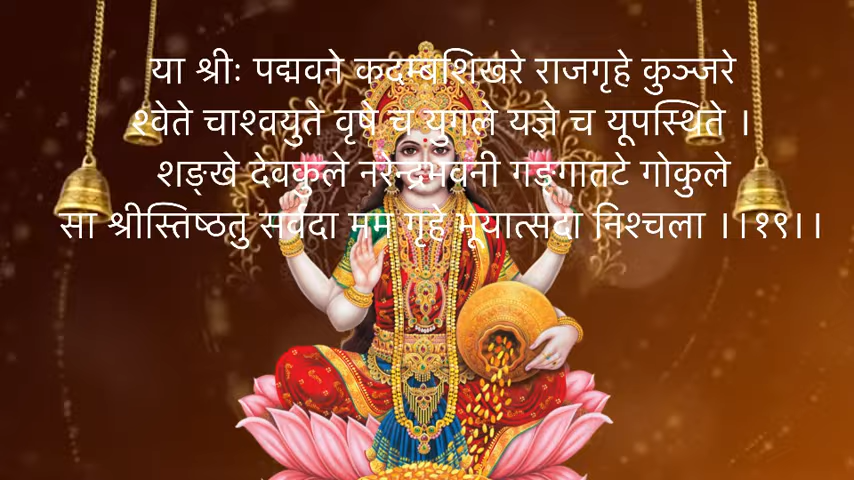 या श्रीः पद्मवने कदम्बशिखरे राजगृहे कुञ्जरे
श्वेते चाश्वयुते वृषे च युगले यज्ञे च यूपस्थिते ।
शङ्खे देवकुले नरेन्द्रभवनी गङ्गातटे गोकुले
सा श्रीस्तिष्ठतु सर्वदा मम गृहे भूयात्सदा निश्चला ।।१९।।